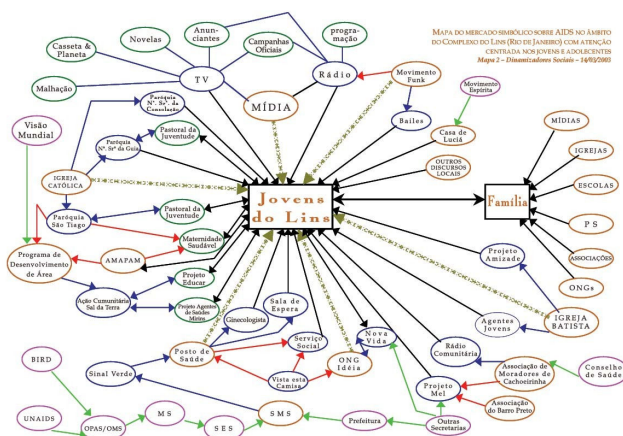 MAPA DO MERCADO SIMBÓLICO SOBRE AIDS NO ÂMBITO
DO COMPLEXO DO LINS (RIO DE JANEIRO) COM ATENÇÃO
CENTRADA NOS JOVENS E ADOLESCENTES
Mapa 2 – Dinamizadores Sociais – 14/03/2003
Casseta &
Planeta
Novelas
Anun-
ciantes
Campanhas
Oficiais
progra-
mação
Malhação
TV
Rádio
MÍDIA
Movimento
Funk
Movimento
Espírita
Visão
Mundial
Paróquia
Nª. Srª. da
Consolação
Paróquia
Nª. Srª da Guia
Pastoral da
Juventude
Bailes
Casa de
Luciá
OUTROS
DISCURSOS
LOCAIS
MÍDIAS
IGREJAS
ESCOLAS
P S
ASSOCIAÇÕES
ONGs
IGREJA
CATÓLICA
Jovens
do Lins
Família
Paróquia
São Tiago
Pastoral da
Juventude
Maternidade
Saudável
Programa de
Desenvolvimento
de Área
AMAPAM
Projeto
Educar
Ação Comunitária
Sal da Terra
Projeto Agentes
de Saúdes
Mirins
Projeto
Amizade
IGREJA
BATISTA
Agentes
Jovens
Ginecologista
Sala de
Espera
Posto de
Saúde
Serviço
Social
Nova
Vida
ONG
Idéia
Rádio
Comunitária
Sinal Verde
Vista esta
Camisa
Projeto
Mel
Associação de
Moradores de
Cachoeirinha
Conselho
de Saúde
Associação
do Barro Preto
BIRD
UNAIDS
OPAS/OMS
M S
S E S
SMS
Prefeitura
Outras
Secretarias